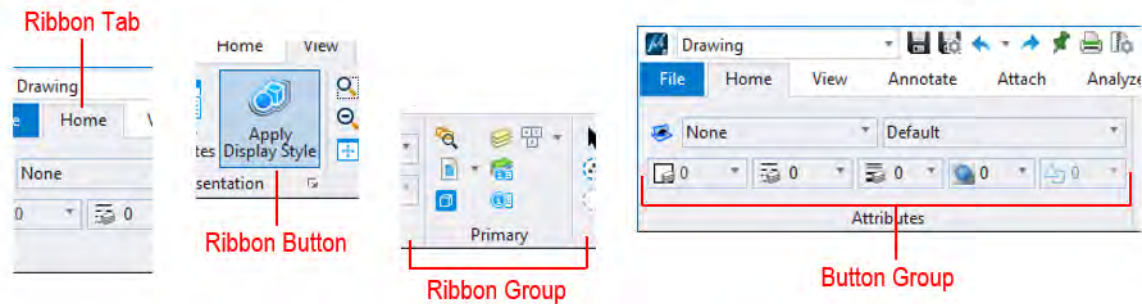 Ribbon Tab
Drawing
Home
None
0
0
Home View
Apply
Display Style
tes
sentation
Ribbon Button
Primary
Ribbon Group
Drawing
File Home View Annotate Attach Analyze
None Default
0 0 0 0 0
Attributes
Button Group